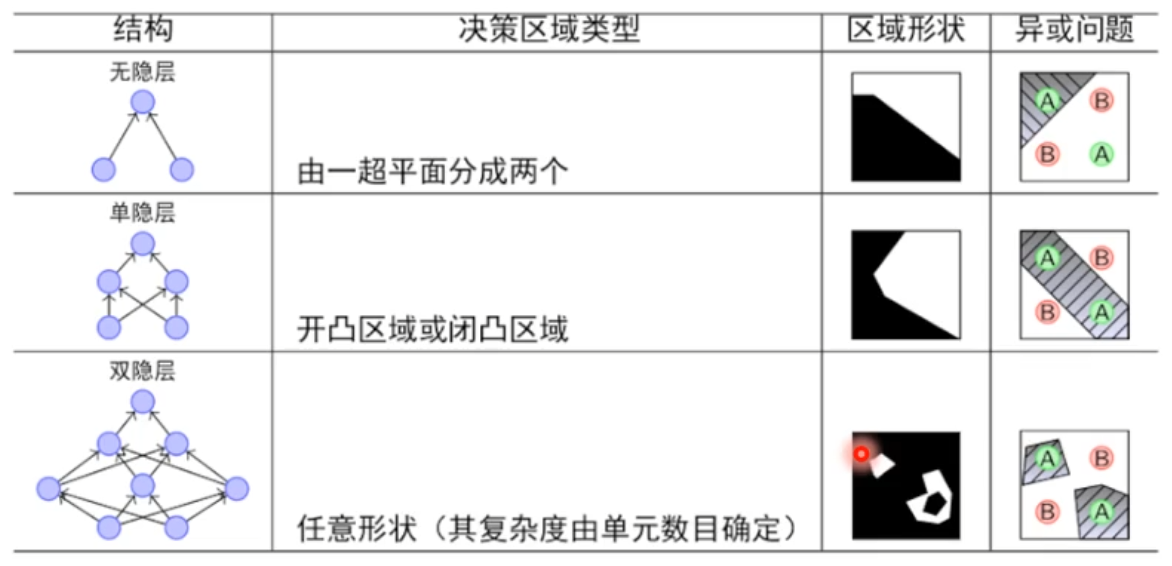 结构 决策区域类型 区域形状 异或问题
无隐层
A B
由一超平面分成两个
B A
单隐层
A B
开凸区域或闭凸区域
B A
双隐层
A B
任意形状（其复杂度由单元数目确定）
B A